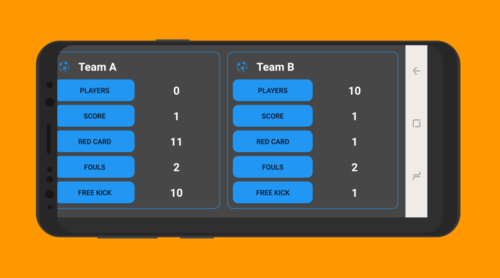 Team A
PLAYERS 0
SCORE 1
RED CARD 11
FOULS 2
FREE KICK 10
Team B
PLAYERS 10
SCORE 1
RED CARD 1
FOULS 2
FREE KICK 1